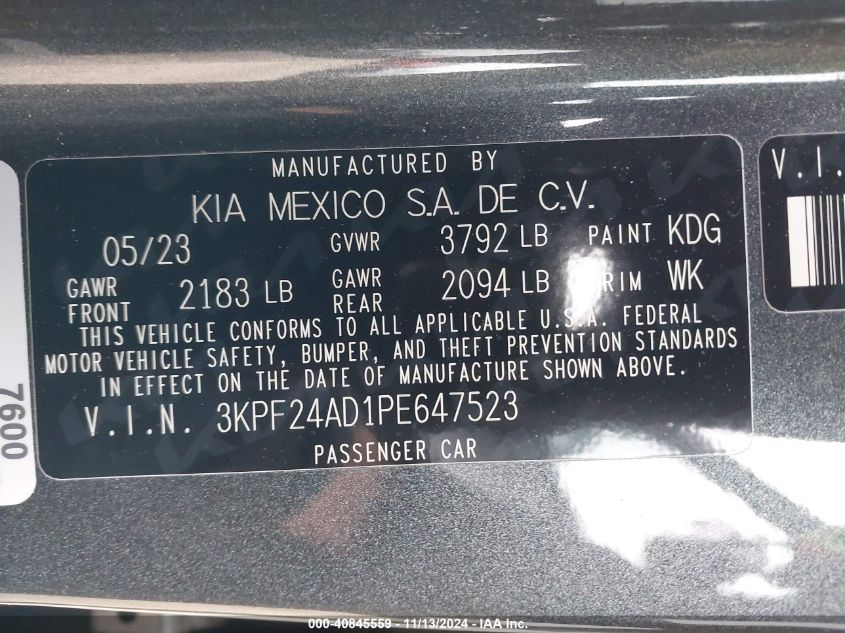 MANUFACTURED BY
KIA MEXICO S.A. DE C.V.
05/23 GVWR 3792 LB PAINT KDG
GAWR FRONT 2183 LB GAWR REAR 2094 LB TRIM WK
THIS VEHICLE CONFORMS TO ALL APPLICABLE U.S.A. FEDERAL
MOTOR VEHICLE SAFETY, BUMPER, AND THEFT PREVENTION STANDARDS
IN EFFECT ON THE DATE OF MANUFACTURE SHOWN ABOVE.
V.I.N. 3KPF24AD1PE647523
PASSENGER CAR
V.I.
7600
000-40845559 - 11/13/2024 - IAA Inc.